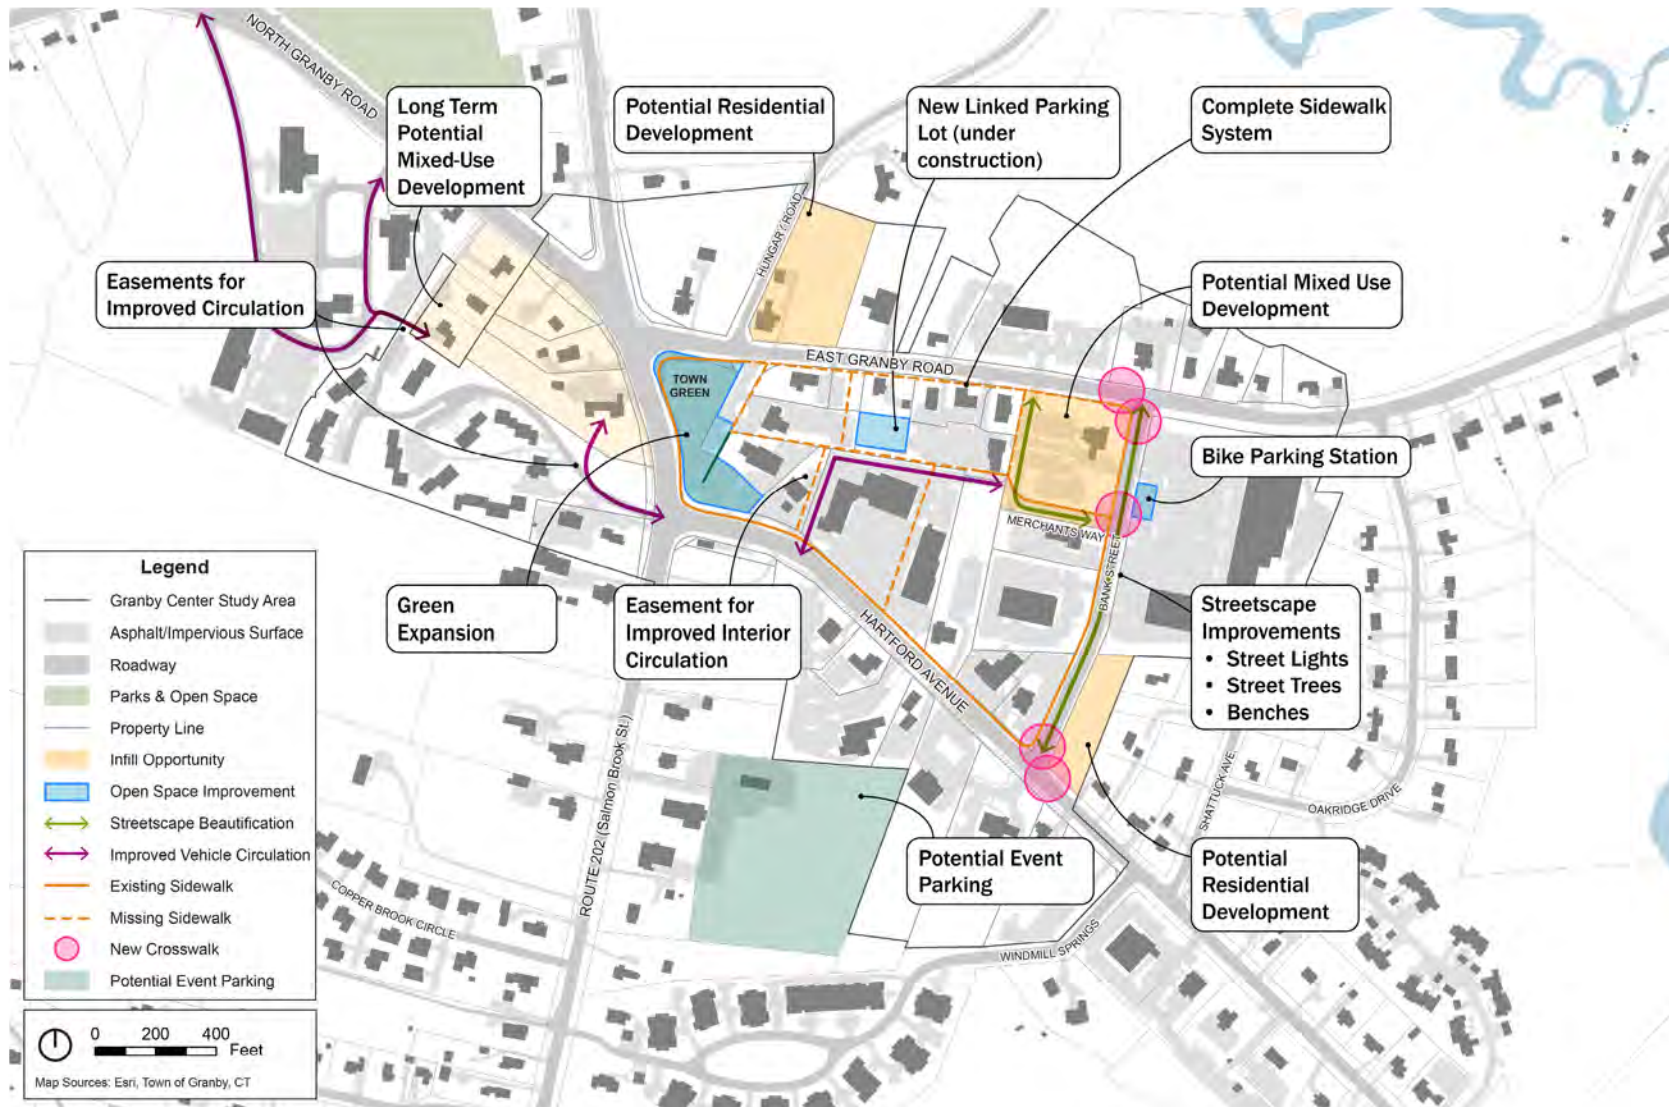 NORTH GRANBY ROAD
Long Term
Potential
Mixed-Use
Development
Potential Residential
Development
New Linked Parking
Lot (under
construction)
Complete Sidewalk
System
HUNGARY ROAD
Easements for
Improved Circulation
Potential Mixed Use
Development
EAST GRANBY ROAD
TOWN
GREEN
Bike Parking Station
MERCHANTS WAY
BANK STREET
Green
Expansion
Easement for
Improved Interior
Circulation
HARTFORD AVENUE
Streetscape
Improvements
• Street Lights
• Street Trees
• Benches
ROUTE 202 (Salmon Brook St.)
SHATTUCK AVE.
OAKRIDGE DRIVE
Potential Event
Parking
Potential
Residential
Development
COPPER BROOK CIRCLE
WINDMILL SPRINGS
Legend
Granby Center Study Area
Asphalt/Impervious Surface
Roadway
Parks & Open Space
Property Line
Infill Opportunity
Open Space Improvement
Streetscape Beautification
Improved Vehicle Circulation
Existing Sidewalk
Missing Sidewalk
New Crosswalk
Potential Event Parking
0 200 400
Feet
Map Sources: Esri, Town of Granby, CT